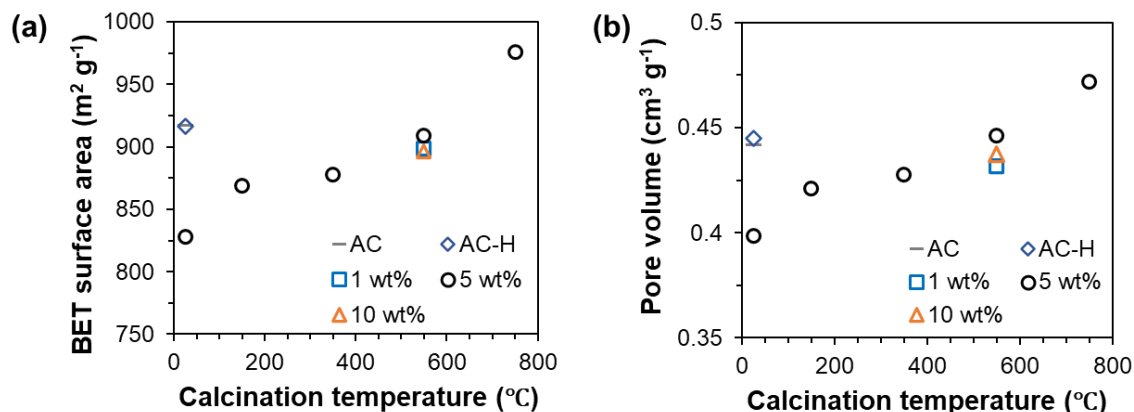 (a)
BET surface area (m² g⁻¹)
1000
950
900
850
800
750
0
200
400
600
800
Calcination temperature (℃)
AC
AC-H
1 wt%
5 wt%
10 wt%
(b)
Pore volume (cm³ g⁻¹)
0.5
0.45
0.4
0.35
0
200
400
600
800
Calcination temperature (℃)
AC
AC-H
1 wt%
5 wt%
10 wt%